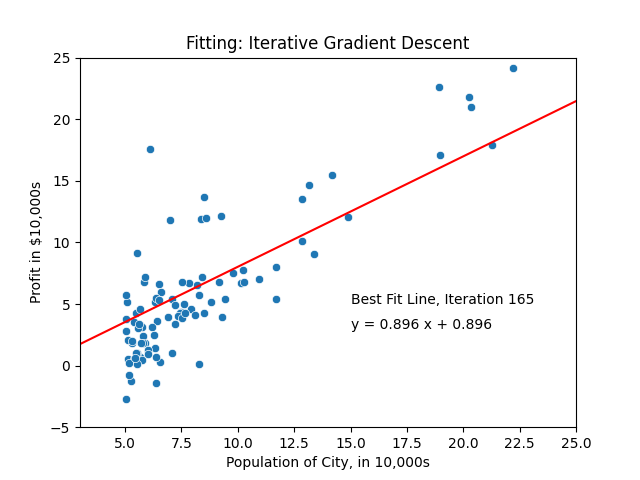 Fitting: Iterative Gradient Descent
25
20
15
10
5
0
−5
Profit in $10,000s
Best Fit Line, Iteration 165
y = 0.896 x + 0.896
5.0 7.5 10.0 12.5 15.0 17.5 20.0 22.5 25.0
Population of City, in 10,000s